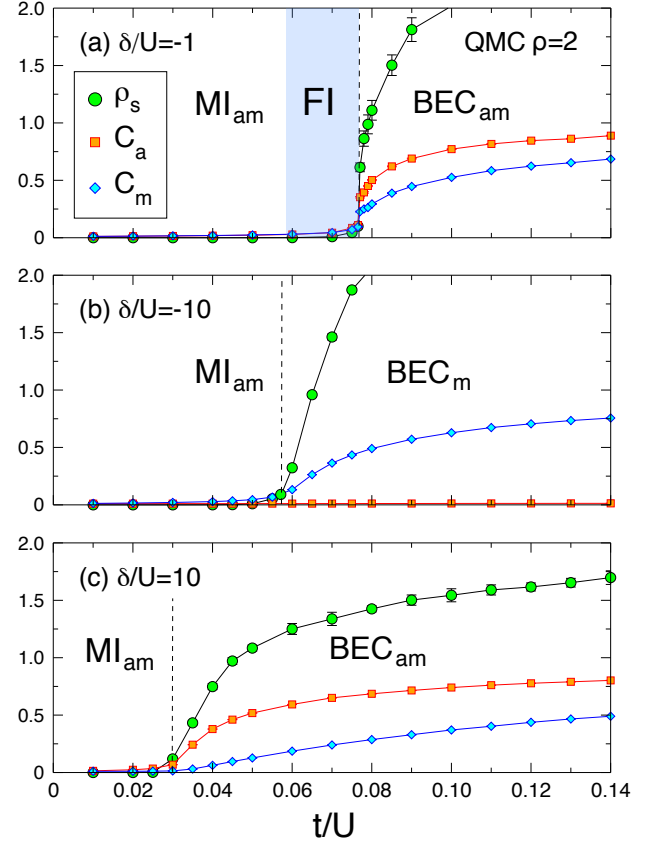 2.0
(a) δ/U=-1
QMC ρ=2
1.5
ρs
MIam
FI
BECam
1.0
Ca
0.5
Cm
0
2.0
(b) δ/U=-10
1.5
MIam
BECm
1.0
0.5
0
2.0
(c) δ/U=10
1.5
MIam
BECam
1.0
0.5
0
0 0.02 0.04 0.06 0.08 0.10 0.12 0.14
t/U